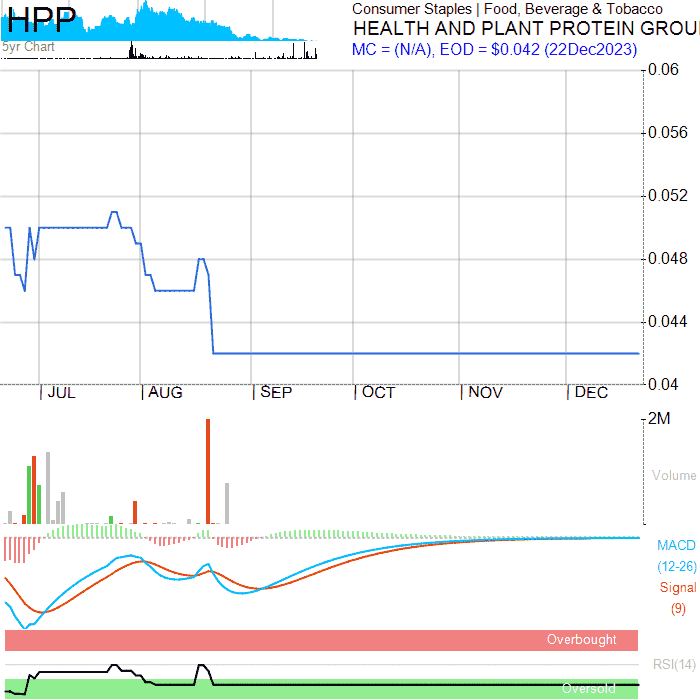 HPP
5yr Chart
Consumer Staples | Food, Beverage & Tobacco
HEALTH AND PLANT PROTEIN GROU
MC = (N/A), EOD = $0.042 (22Dec2023)
0.06
0.056
0.052
0.048
0.044
0.04
JUL AUG SEP OCT NOV DEC
2M
Volume
MACD
(12-26)
Signal
(9)
Overbought
RSI(14)
Oversold